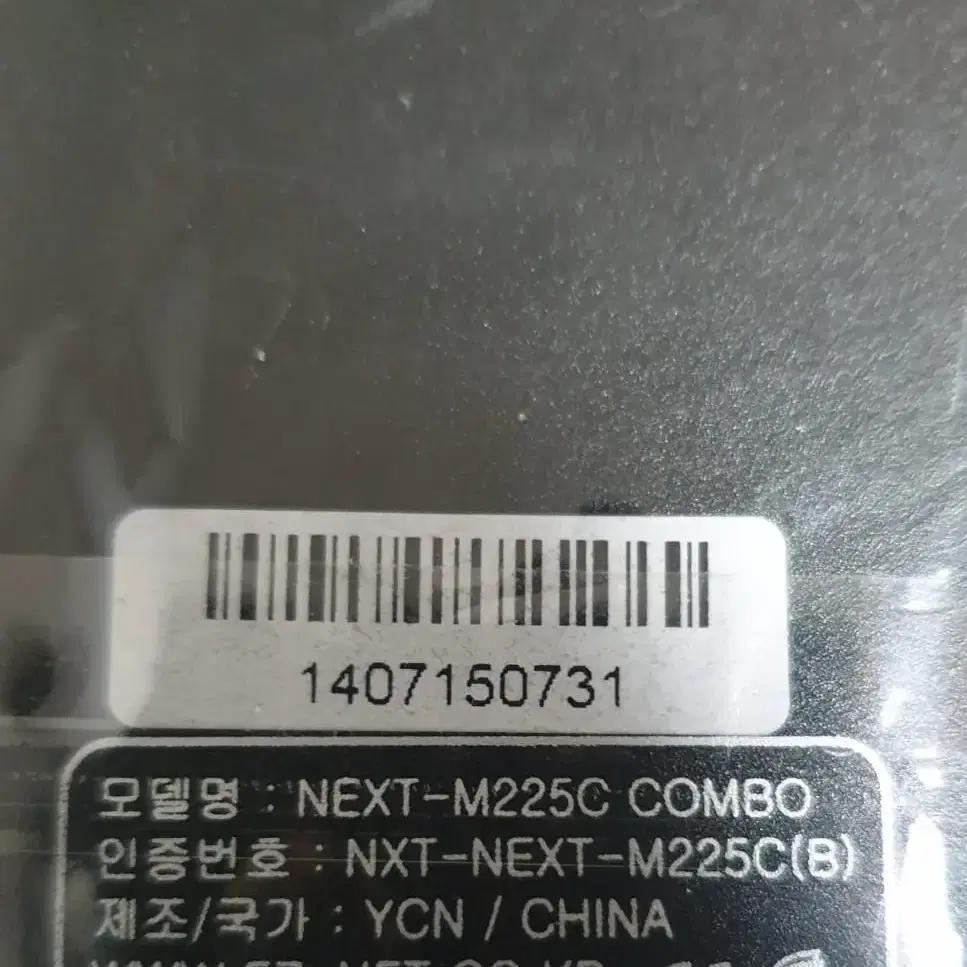 1407150731
모델명 : NEXT-M225C COMBO
인증번호 : NXT-NEXT-M225C(B)
제조/국가 : YCN / CHINA